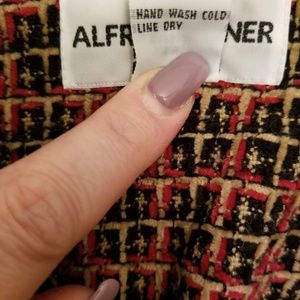 HAND WASH COLD
LINE DRY
ALFR NER